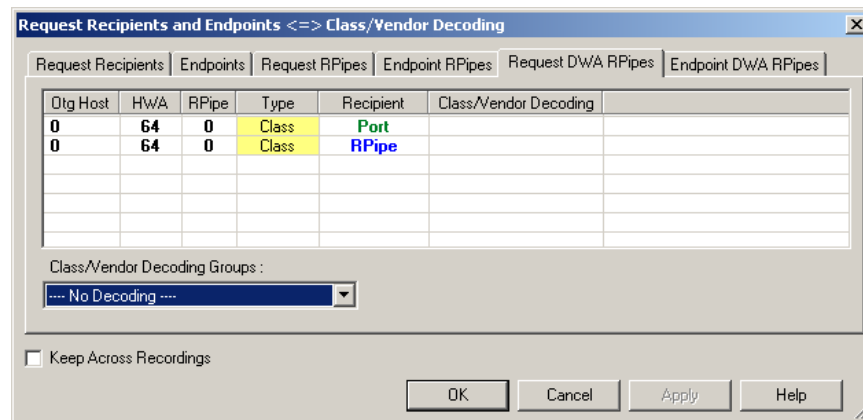 Request Recipients and Endpoints <=> Class/Vendor Decoding
Request Recipients Endpoints Request RPipes Endpoint RPipes Request DWA RPipes Endpoint DWA RPipes
Otg Host HWA RPipe Type Recipient Class/Vendor Decoding
0 64 0 Class Port
0 64 0 Class RPipe
Class/Vendor Decoding Groups :
---- No Decoding ----
Keep Across Recordings
OK Cancel Apply Help